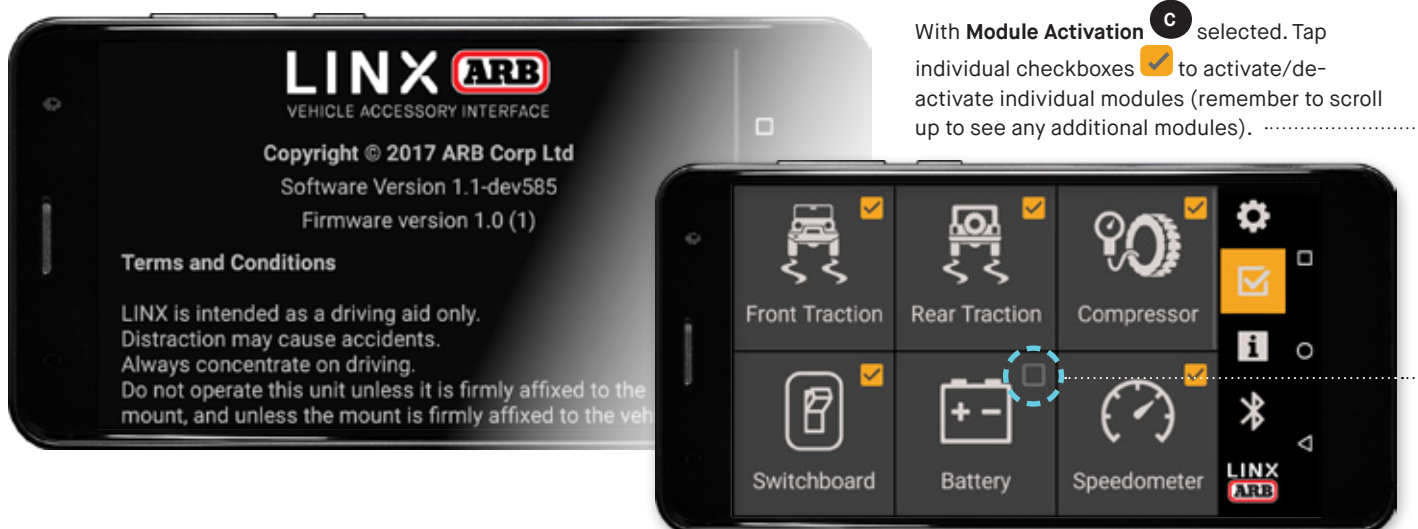 LINX ARB
VEHICLE ACCESSORY INTERFACE
Copyright © 2017 ARB Corp Ltd
Software Version 1.1-dev585
Firmware version 1.0 (1)
Terms and Conditions
LINX is intended as a driving aid only.
Distraction may cause accidents.
Always concentrate on driving.
Do not operate this unit unless it is firmly affixed to the
mount, and unless the mount is firmly affixed to the veh
With Module Activation C selected. Tap
individual checkboxes to activate/de-
activate individual modules (remember to scroll
up to see any additional modules).
Front Traction
Rear Traction
Compressor
Switchboard
Battery
Speedometer
LINX
ARB